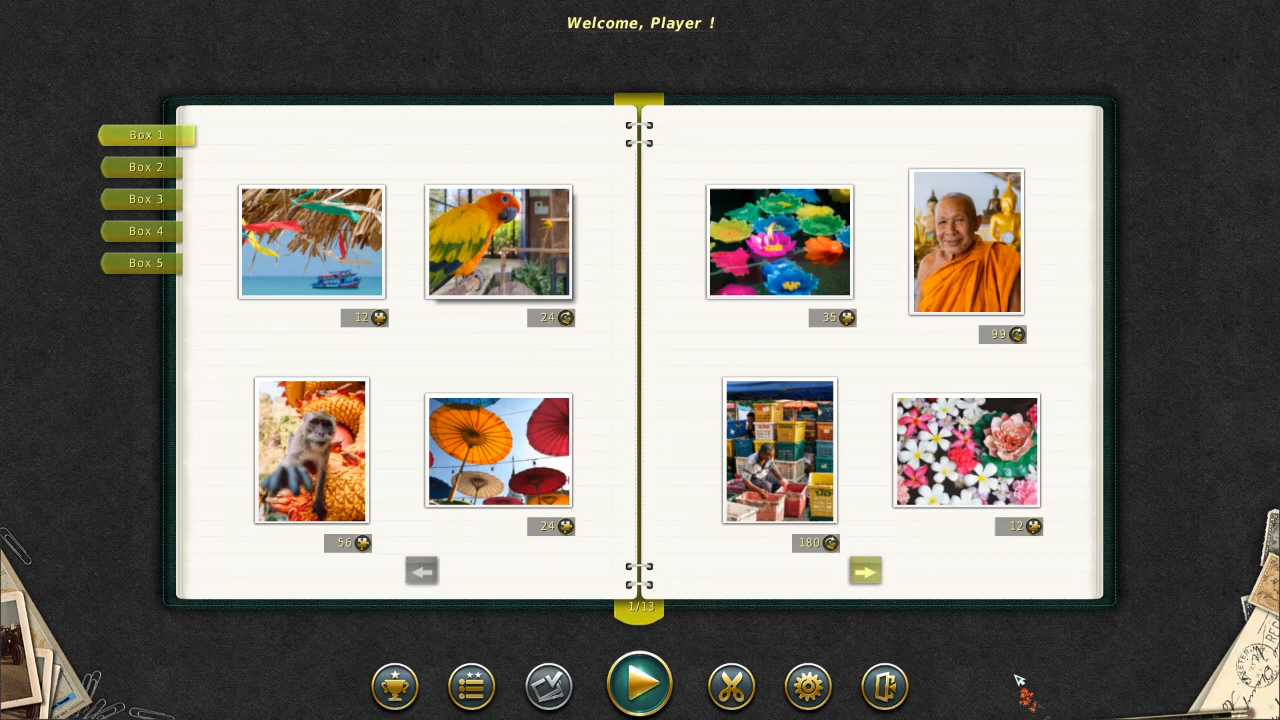 Welcome, Player !
Box 1
Box 2
Box 3
Box 4
Box 5
12
24
35
99
56
24
180
12
1/13